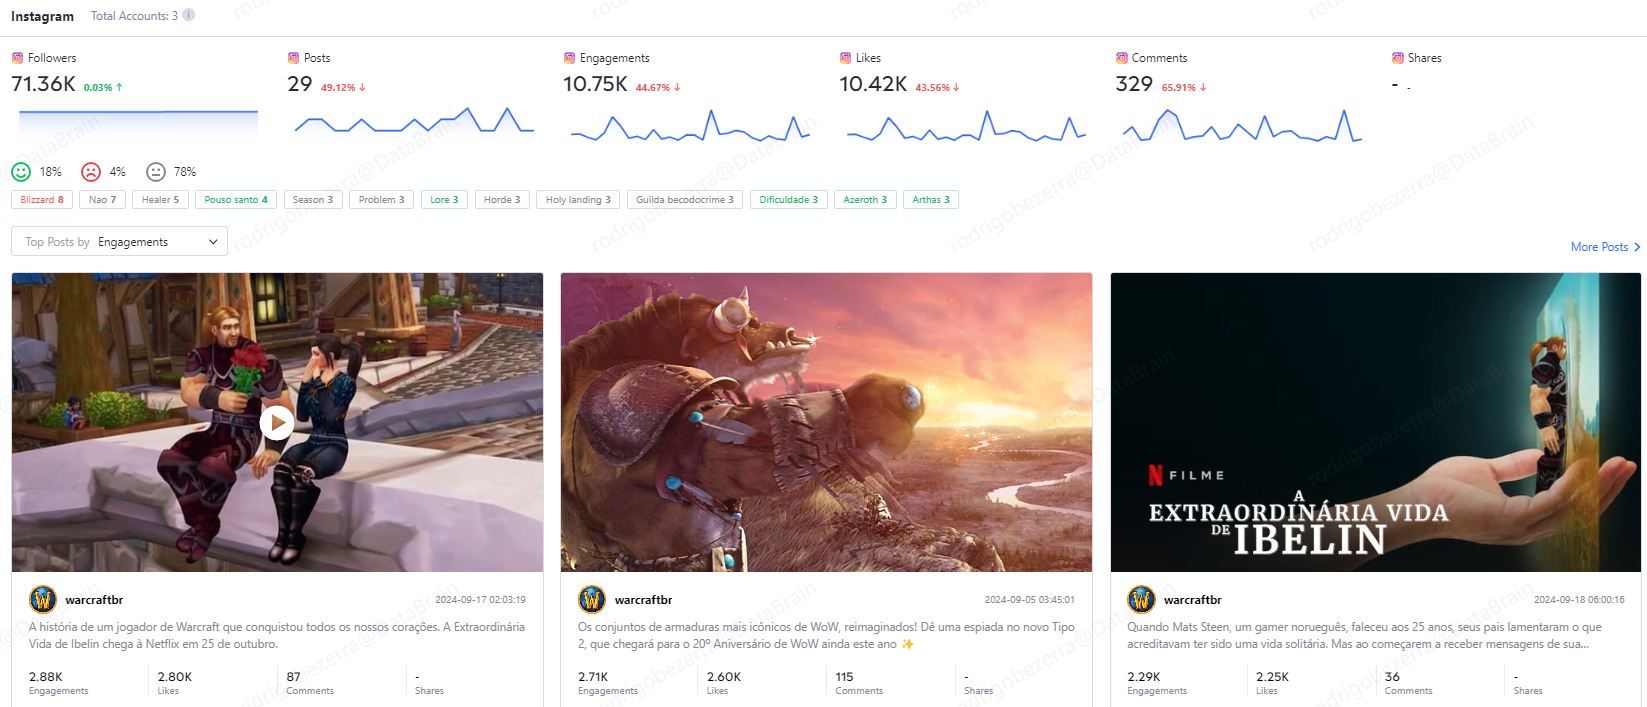 Instagram Total Accounts: 3
Followers
71.36K 0.03% ↑
Posts
29 49.12% ↓
Engagements
10.75K 44.67% ↓
Likes
10.42K 43.56% ↓
Comments
329 65.91% ↓
Shares
- -
18% 4% 78%
Blizzard 8 Nao 7 Healer 5 Pouso santo 4 Season 3 Problem 3 Lore 3 Horde 3 Holy landing 3 Guilda becodocrime 3 Dificuldade 3 Azeroth 3 Arthas 3
Top Posts by Engagements
More Posts
N FILME
A
EXTRAORDINÁRIA VIDA
DE IBELIN
warcraftbr 2024-09-17 02:03:19
A história de um jogador de Warcraft que conquistou todos os nossos corações. A Extraordinária
Vida de Ibelin chega à Netflix em 25 de outubro.
2.88K 2.80K 87 -
Engagements Likes Comments Shares
warcraftbr 2024-09-05 03:45:01
Os conjuntos de armaduras mais icônicos de WoW, reimaginados! Dê uma espiada no novo Tipo
2, que chegará para o 20º Aniversário de WoW ainda este ano ✨
2.71K 2.60K 115 -
Engagements Likes Comments Shares
warcraftbr 2024-09-18 06:00:16
Quando Mats Steen, um gamer norueguês, faleceu aos 25 anos, seus pais lamentaram o que
acreditavam ter sido uma vida solitária. Mas ao começarem a receber mensagens de sua...
2.29K 2.25K 36 -
Engagements Likes Comments Shares
rodrigobezerra@DataBrain